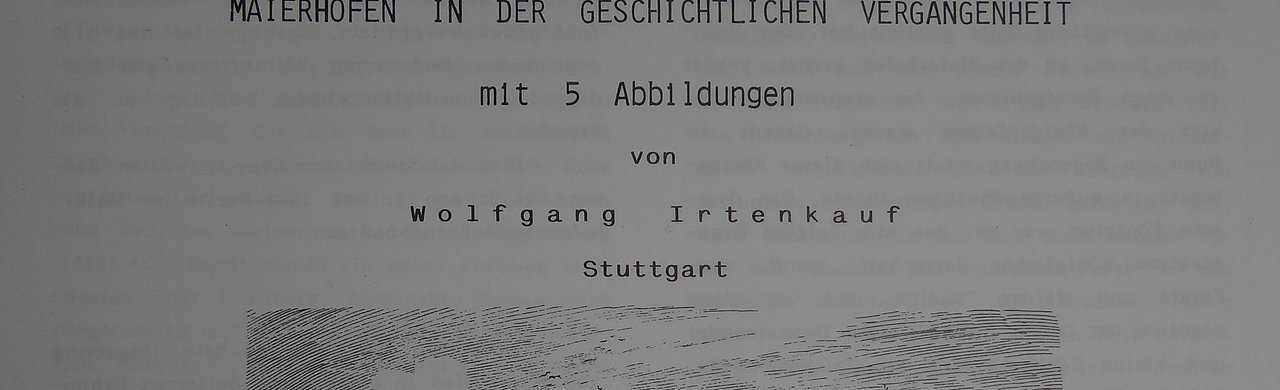 MAIERHOFEN IN DER GESCHICHTLICHEN VERGANGENHEIT
mit 5 Abbildungen
von
Wolfgang Irtenkauf
Stuttgart